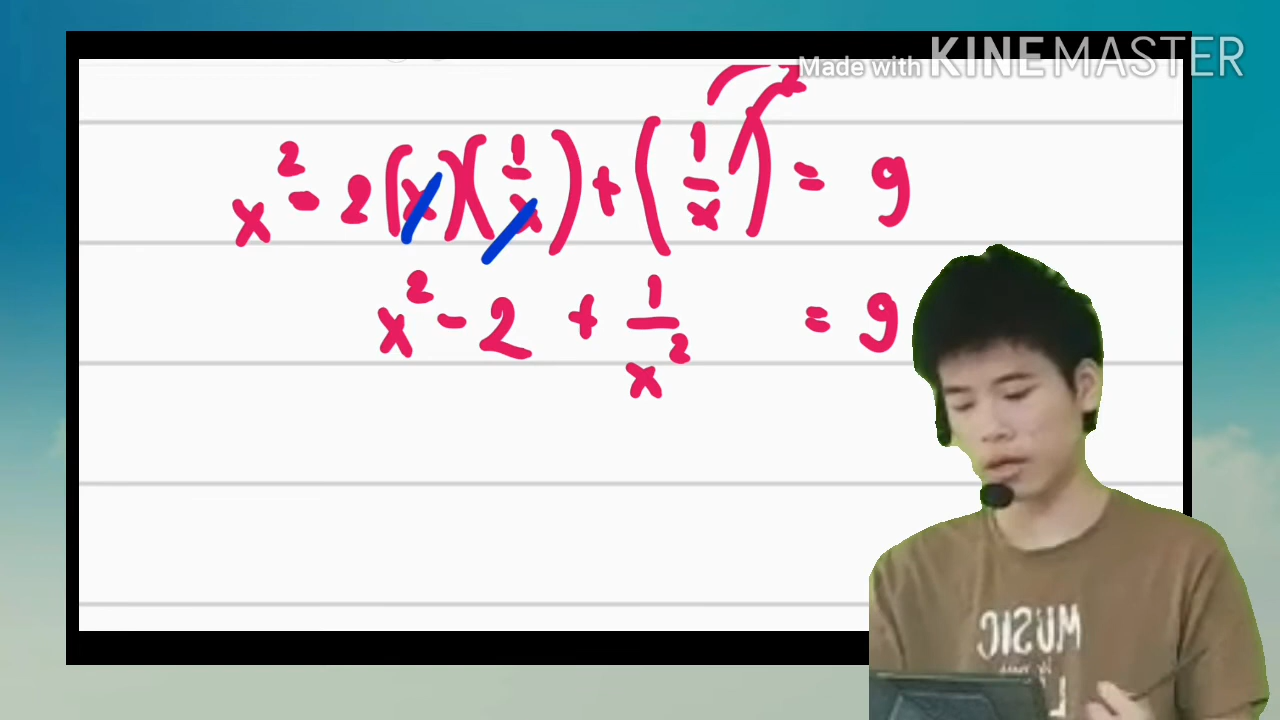 Made with KINEMASTER
x² - 2(x)(1/x) + (1/x)² = 9
x² - 2 + 1/x² = 9
MUSIC